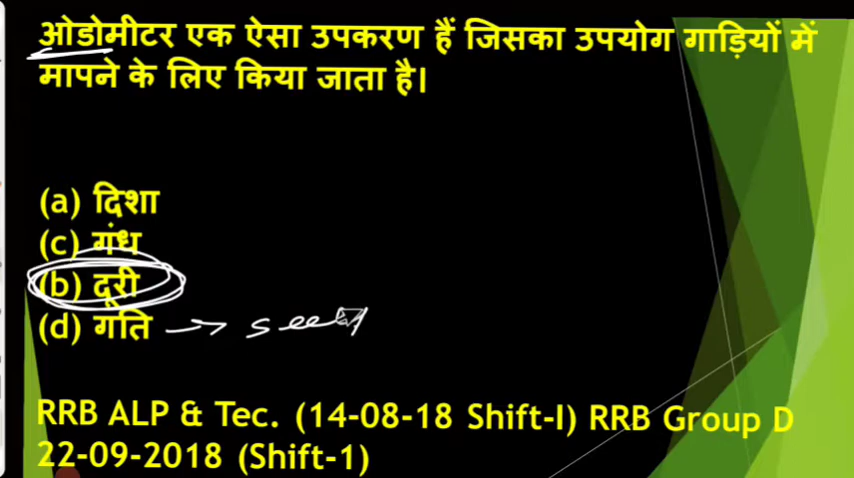 ओडोमीटर एक ऐसा उपकरण हैं जिसका उपयोग गाड़ियों में
मापने के लिए किया जाता है।
(a) दिशा
(c) गंध
(b) दूरी
(d) गति →
RRB ALP & Tec. (14-08-18 Shift-I) RRB Group D
22-09-2018 (Shift-1)